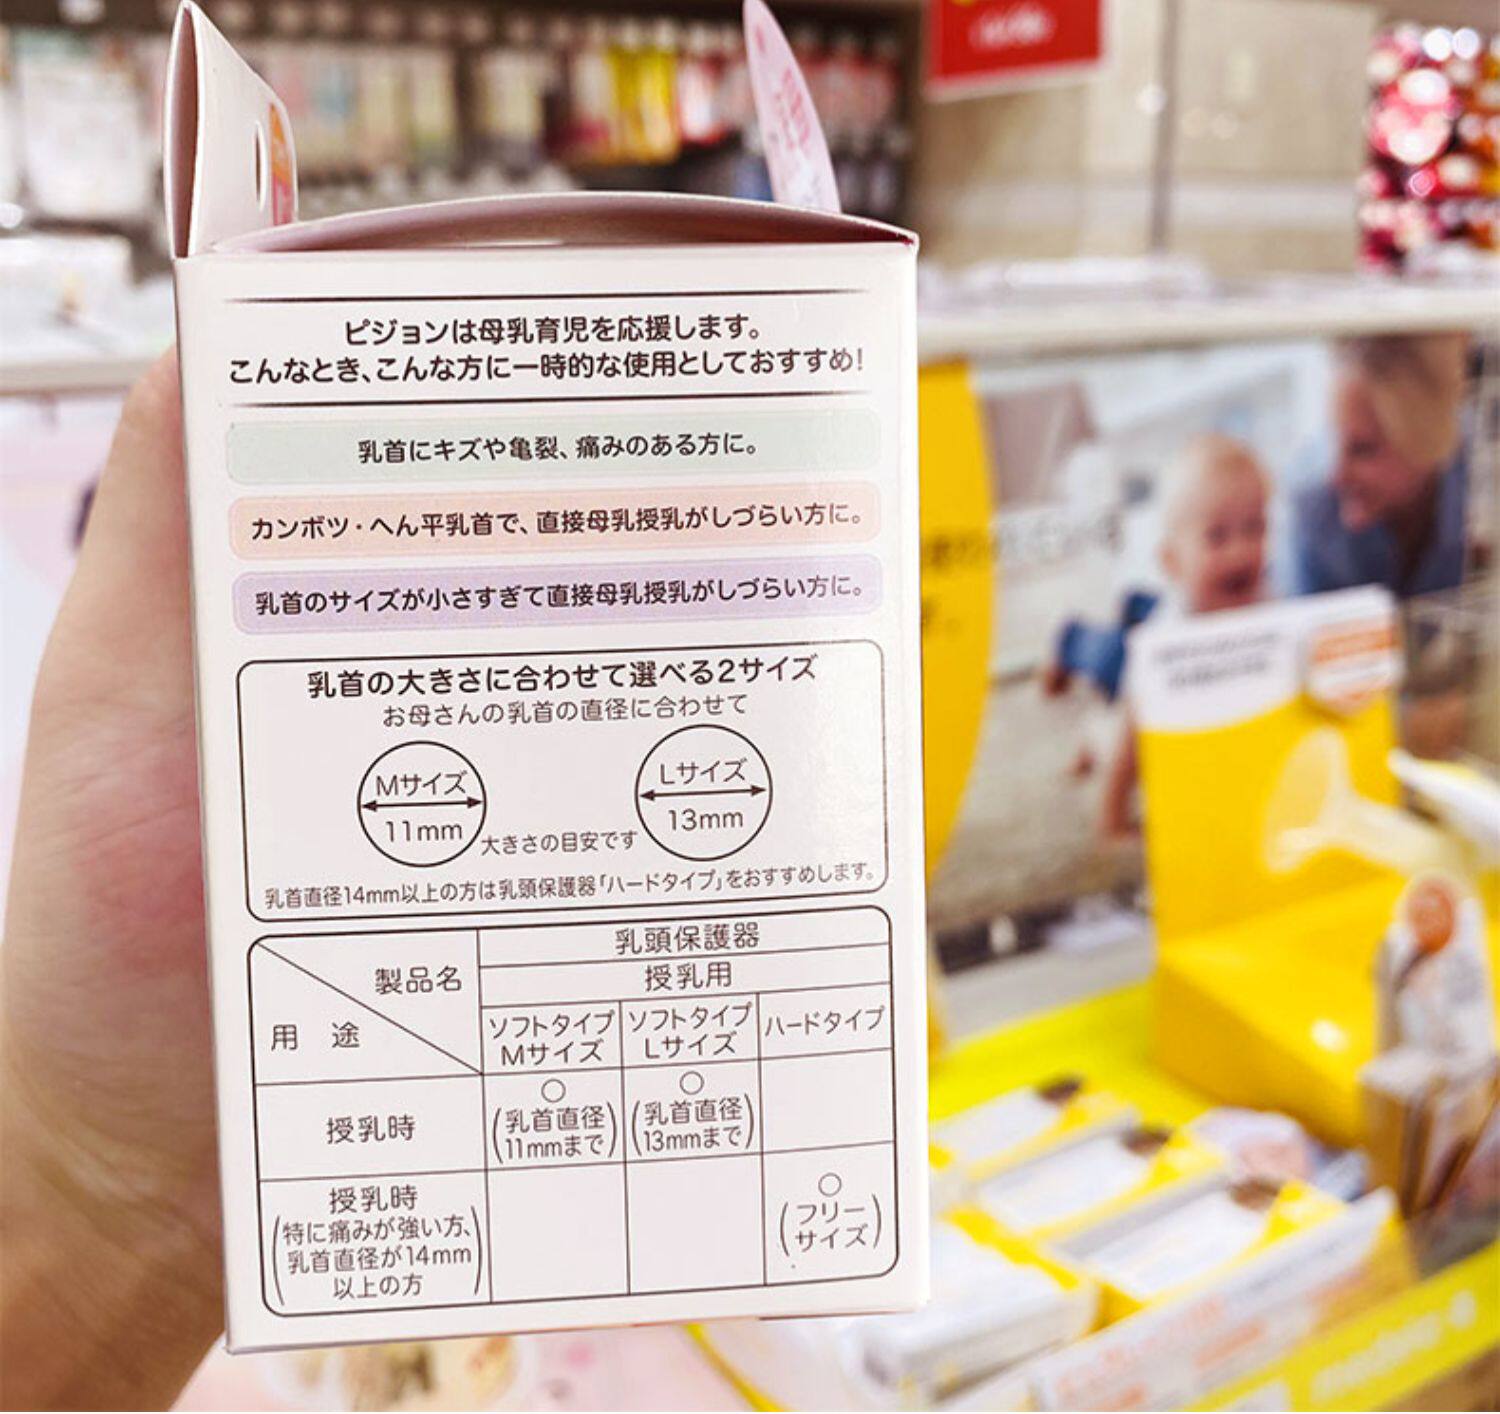 ピジョンは母乳育児を応援します。
こんなとき、こんな方に一時的な使用としておすすめ!
乳首にキズや亀裂、痛みのある方に。
カンボツ・へん平乳首で、直接母乳授乳がしづらい方に。
乳首のサイズが小さすぎて直接母乳授乳がしづらい方に。
乳首の大きさに合わせて選べる2サイズ
お母さんの乳首の直径に合わせて
Mサイズ
11mm
Lサイズ
13mm
大きさの目安です
乳首直径14mm以上の方は乳頭保護器「ハードタイプ」をおすすめします。
製品名
用 途
乳頭保護器
授乳用
ソフトタイプ
Mサイズ
ソフトタイプ
Lサイズ
ハードタイプ
授乳時
○
(乳首直径
11mmまで)
○
(乳首直径
13mmまで)
授乳時
(特に痛みが強い方、
乳首直径が14mm
以上の方)
○
(フリー
サイズ)